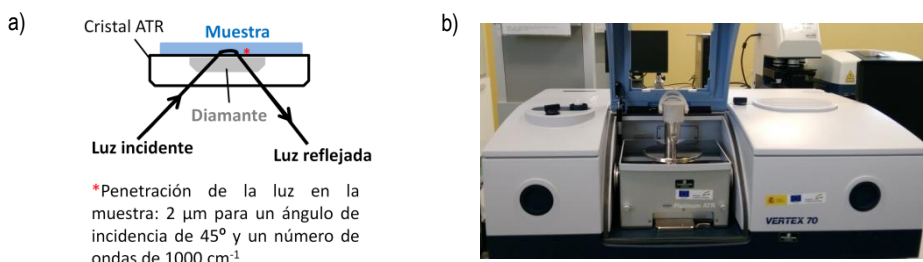 a)
Cristal ATR
Muestra
*
Diamante
Luz incidente
Luz reflejada
*Penetración de la luz en la
muestra: 2 µm para un ángulo de
incidencia de 45º y un número de
ondas de 1000 cm-1
b)
Platinum ATR
VERTEX 70